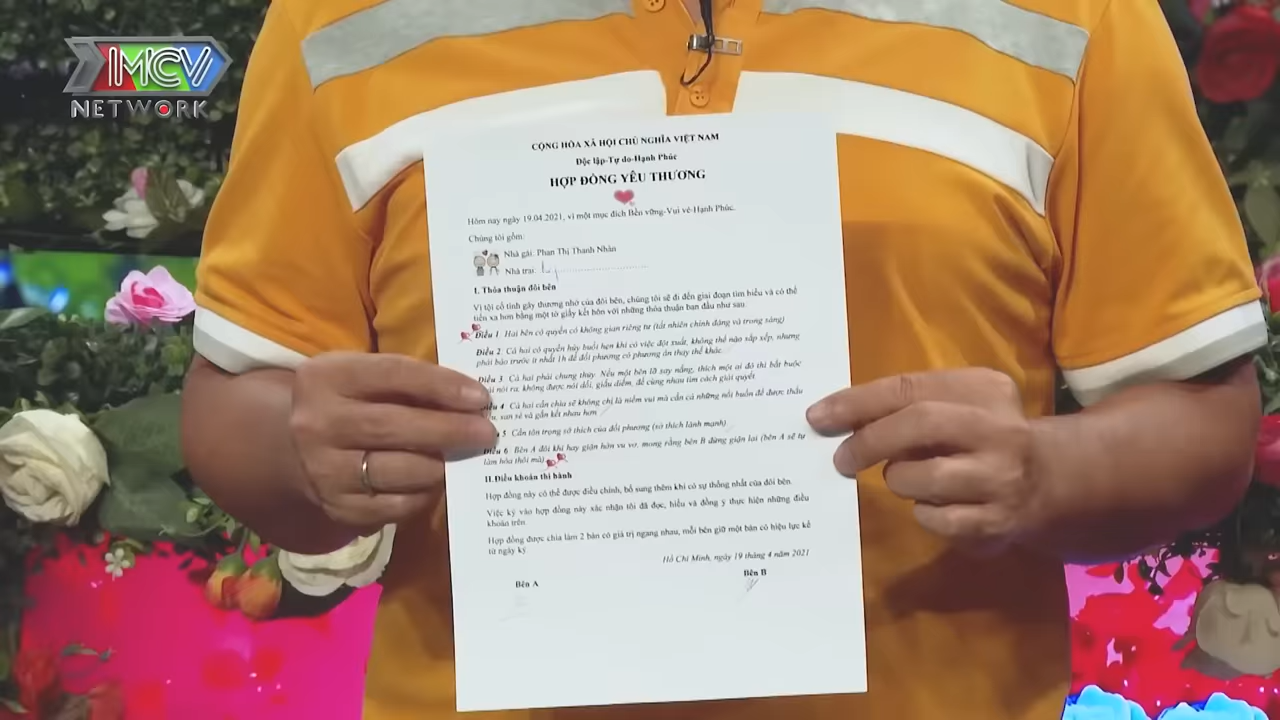 MCV
NETWORK
CỘNG HÒA XÃ HỘI CHỦ NGHĨA VIỆT NAM
Độc lập-Tự do-Hạnh Phúc
HỢP ĐỒNG YÊU THƯƠNG
Hôm nay ngày 19.04.2021, vì một mục đích Bền vững-Vui vẻ-Hạnh Phúc.
Chúng tôi gồm:
Nhà gái: Phan Thị Thanh Nhàn
Nhà trai:
I. Thỏa thuận đôi bên
Vì tội cố tình gây thương nhớ của đôi bên, chúng tôi sẽ đi đến giai đoạn tìm hiểu và có thể
tiến xa hơn bằng một tờ giấy kết hôn với những thỏa thuận ban đầu như sau:
Điều 1. Hai bên có quyền có không gian riêng tư (tất nhiên chính đáng và trong sáng)
Điều 2. Cả hai có quyền hủy buổi hẹn khi có việc đột xuất, không thể nào sắp xếp, nhưng
phải báo trước ít nhất 1h để đối phương có phương án thay thế khác.
Điều 3. Cả hai phải chung thủy. Nếu một bên lỡ say nắng, thích một ai đó thì bắt buộc
nói ra, không được nói dối, giấu diếm, để cùng nhau tìm cách giải quyết.
4. Cả hai cần chia sẽ không chỉ là niềm vui mà cần cả những nỗi buồn để được thấu
san sẻ và gắn kết nhau hơn
5. Cần tôn trọng sở thích của đối phương (sở thích lành mạnh)
Điều 6. Bên A đôi khi hay giận hờn vu vơ, mong rằng bên B đừng giận lại (bên A sẽ tự
làm hòa thôi mà)
II. Điều khoản thi hành
Hợp đồng này có thể được điều chỉnh, bổ sung thêm khi có sự thống nhất của đôi bên.
Việc ký vào hợp đồng này xác nhận tôi đã đọc, hiểu và đồng ý thực hiện những điều
khoản trên.
Hợp đồng được chia làm 2 bản có giá trị ngang nhau, mỗi bên giữ một bản có hiệu lực kể
từ ngày ký.
Hồ Chí Minh, ngày 19 tháng 4 năm 2021
Bên A
Bên B